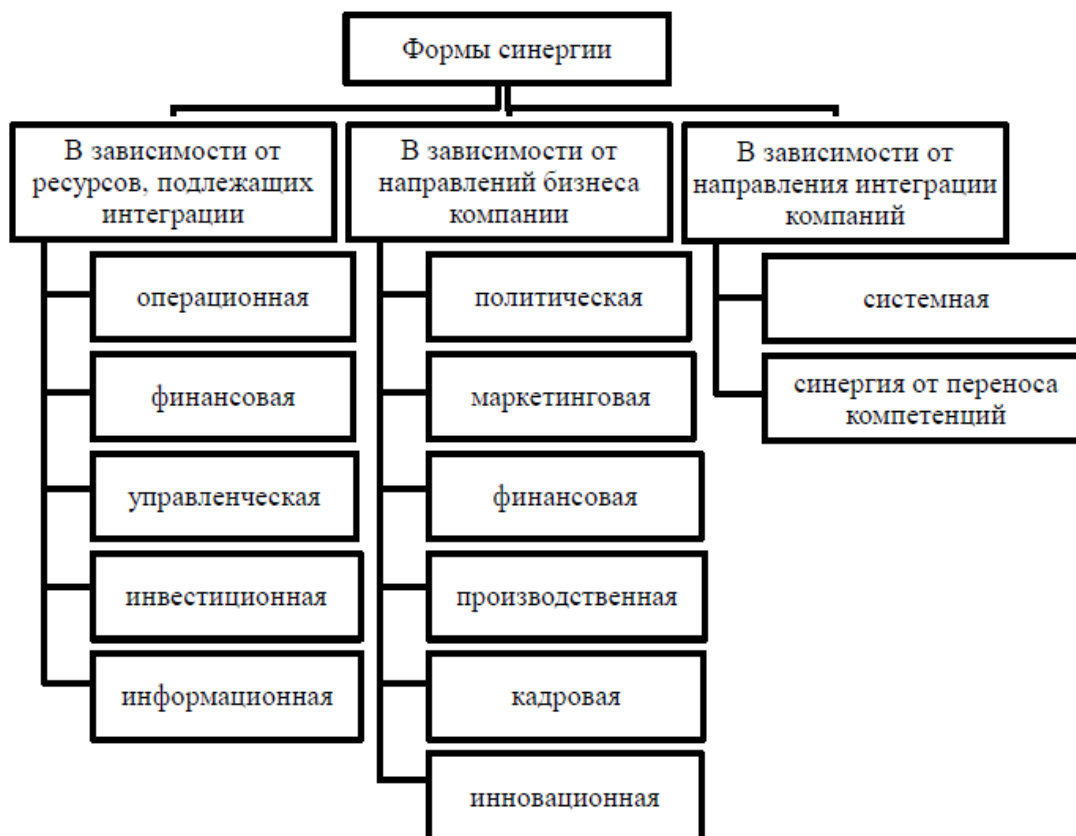 Формы синергии
В зависимости от
ресурсов, подлежащих
интеграции
операционная
финансовая
управленческая
инвестиционная
информационная
В зависимости от
направлений бизнеса
компании
политическая
маркетинговая
финансовая
производственная
кадровая
инновационная
В зависимости от
направления интеграции
компаний
системная
синергия от переноса
компетенций